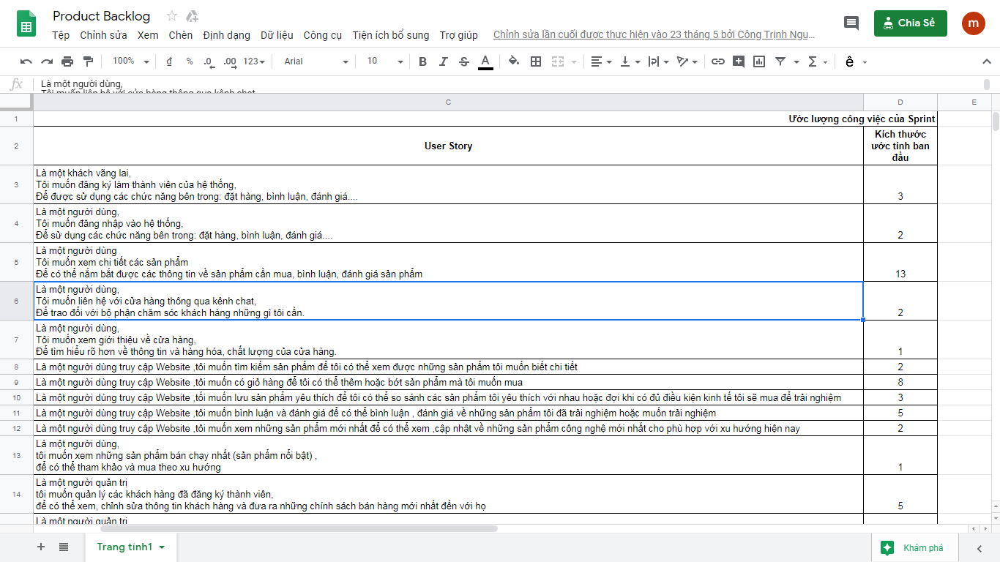 Product Backlog
Tệp Chỉnh sửa Xem Chèn Định dạng Dữ liệu Công cụ Tiện ích bổ sung Trợ giúp Chỉnh sửa lần cuối được thực hiện vào 23 tháng 5 bởi Công Trịnh Ngu...
Chia Sẻ
m
100% ₫ % .0 .00 123 Arial 10 B I S A Σ ê
fx Là một người dùng,
Tôi muốn liên hệ với cửa hàng thông qua kênh chat,
C D E
1 Ước lượng công việc của Sprint
2 User Story Kích thước
ước tính ban
đầu
Là một khách vãng lai,
3 Tôi muốn đăng ký làm thành viên của hệ thống,
Để được sử dụng các chức năng bên trong: đặt hàng, bình luận, đánh giá.... 3
Là một người dùng,
4 Tôi muốn đăng nhập vào hệ thống,
Để sử dụng các chức năng bên trong: đặt hàng, bình luận, đánh giá.... 2
Là một người dùng
5 Tôi muốn xem chi tiết các sản phẩm
Để có thể nắm bắt được các thông tin về sản phẩm cần mua, bình luận, đánh giá sản phẩm 13
Là một người dùng,
6 Tôi muốn liên hệ với cửa hàng thông qua kênh chat,
Để trao đổi với bộ phận chăm sóc khách hàng những gì tôi cần. 2
Là một người dùng,
7 Tôi muốn xem giới thiệu về cửa hàng,
Để tìm hiểu rõ hơn về thông tin và hàng hóa, chất lượng của cửa hàng. 1
8 Là một người dùng truy cập Website ,tôi muốn tìm kiếm sản phẩm để tôi có thể xem được những sản phẩm tôi muốn biết chi tiết 2
9 Là một người dùng truy cập Website ,tôi muốn có giỏ hàng để tôi có thể thêm hoặc bớt sản phẩm mà tôi muốn mua 8
10 Là một người dùng truy cập Website ,tối muốn lưu sản phẩm yêu thích để tôi có thể so sánh các sản phẩm tôi yêu thích với nhau hoặc đợi khi có đủ điều kiện kinh tế tôi sẽ mua để trải nghiệm 3
11 Là một người dùng truy cập Website ,tôi muốn bình luận và đánh giá để có thể bình luận , đánh giá về những sản phẩm tôi đã trải nghiệm hoặc muốn trải nghiệm 5
12 Là một người dùng truy cập Website ,tôi muốn xem những sản phẩm mới nhất để có thể xem ,cập nhật về những sản phẩm công nghệ mới nhất cho phù hợp với xu hướng hiện nay 2
Là một người dùng,
13 tôi muốn xem những sản phẩm bán chạy nhất (sản phẩm nổi bật) ,
để có thể tham khảo và mua theo xu hướng 1
Là một người quản trị
14 tôi muốn quản lý các khách hàng đã đăng ký thành viên,
để có thể xem, chỉnh sửa thông tin khách hàng và đưa ra những chính sách bán hàng mới nhất đến với họ 5
Là một người quản trị
Trang tính1
Khám phá